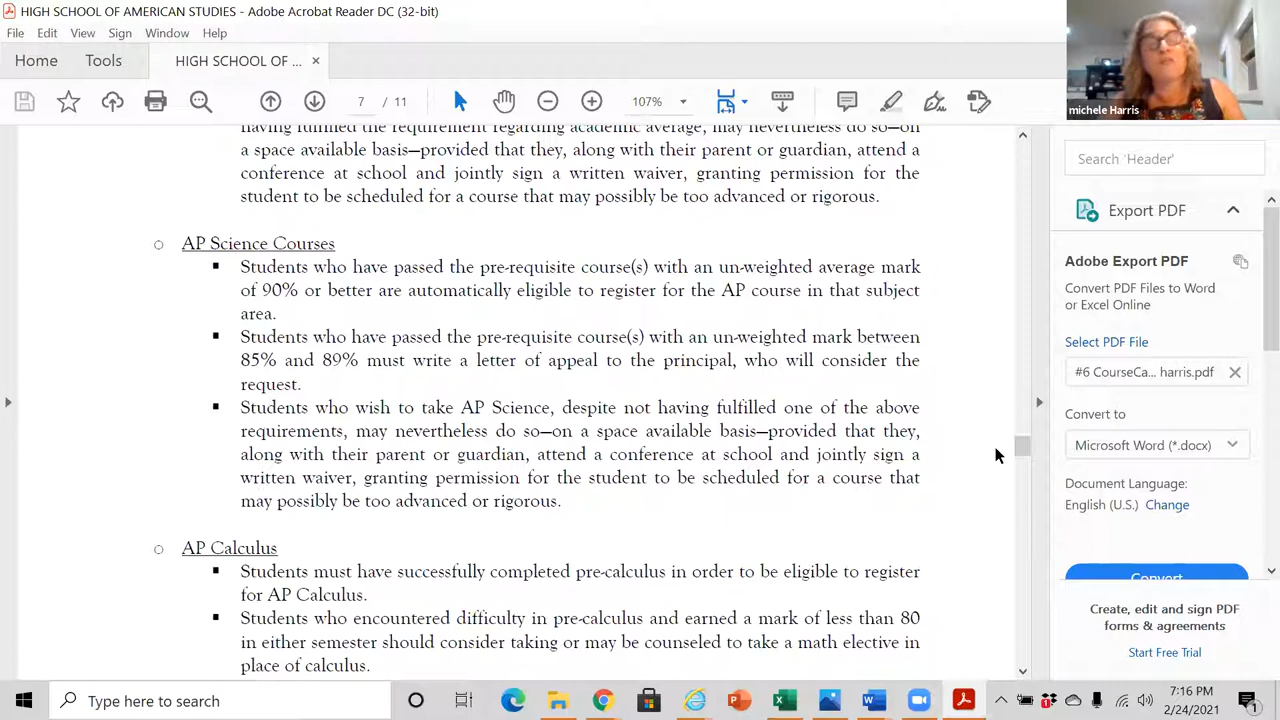 HIGH SCHOOL OF AMERICAN STUDIES - Adobe Acrobat Reader DC (32-bit)
File Edit View Sign Window Help
Home Tools HIGH SCHOOL OF ... ×
7 / 11 107%
michele Harris
having fulfilled the requirement regarding academic average, may nevertheless do so—on
a space available basis—provided that they, along with their parent or guardian, attend a
conference at school and jointly sign a written waiver, granting permission for the
student to be scheduled for a course that may possibly be too advanced or rigorous.
AP Science Courses
Students who have passed the pre-requisite course(s) with an un-weighted average mark
of 90% or better are automatically eligible to register for the AP course in that subject
area.
Students who have passed the pre-requisite course(s) with an un-weighted mark between
85% and 89% must write a letter of appeal to the principal, who will consider the
request.
Students who wish to take AP Science, despite not having fulfilled one of the above
requirements, may nevertheless do so—on a space available basis—provided that they,
along with their parent or guardian, attend a conference at school and jointly sign a
written waiver, granting permission for the student to be scheduled for a course that
may possibly be too advanced or rigorous.
AP Calculus
Students must have successfully completed pre-calculus in order to be eligible to register
for AP Calculus.
Students who encountered difficulty in pre-calculus and earned a mark of less than 80
in either semester should consider taking or may be counseled to take a math elective in
place of calculus.
Search 'Header'
Export PDF
Adobe Export PDF
Convert PDF Files to Word
or Excel Online
Select PDF File
#6 CourseCa... harris.pdf
Convert to
Microsoft Word (*.docx)
Document Language:
English (U.S.) Change
Convert
Create, edit and sign PDF
forms & agreements
Start Free Trial
Type here to search
7:16 PM
2/24/2021